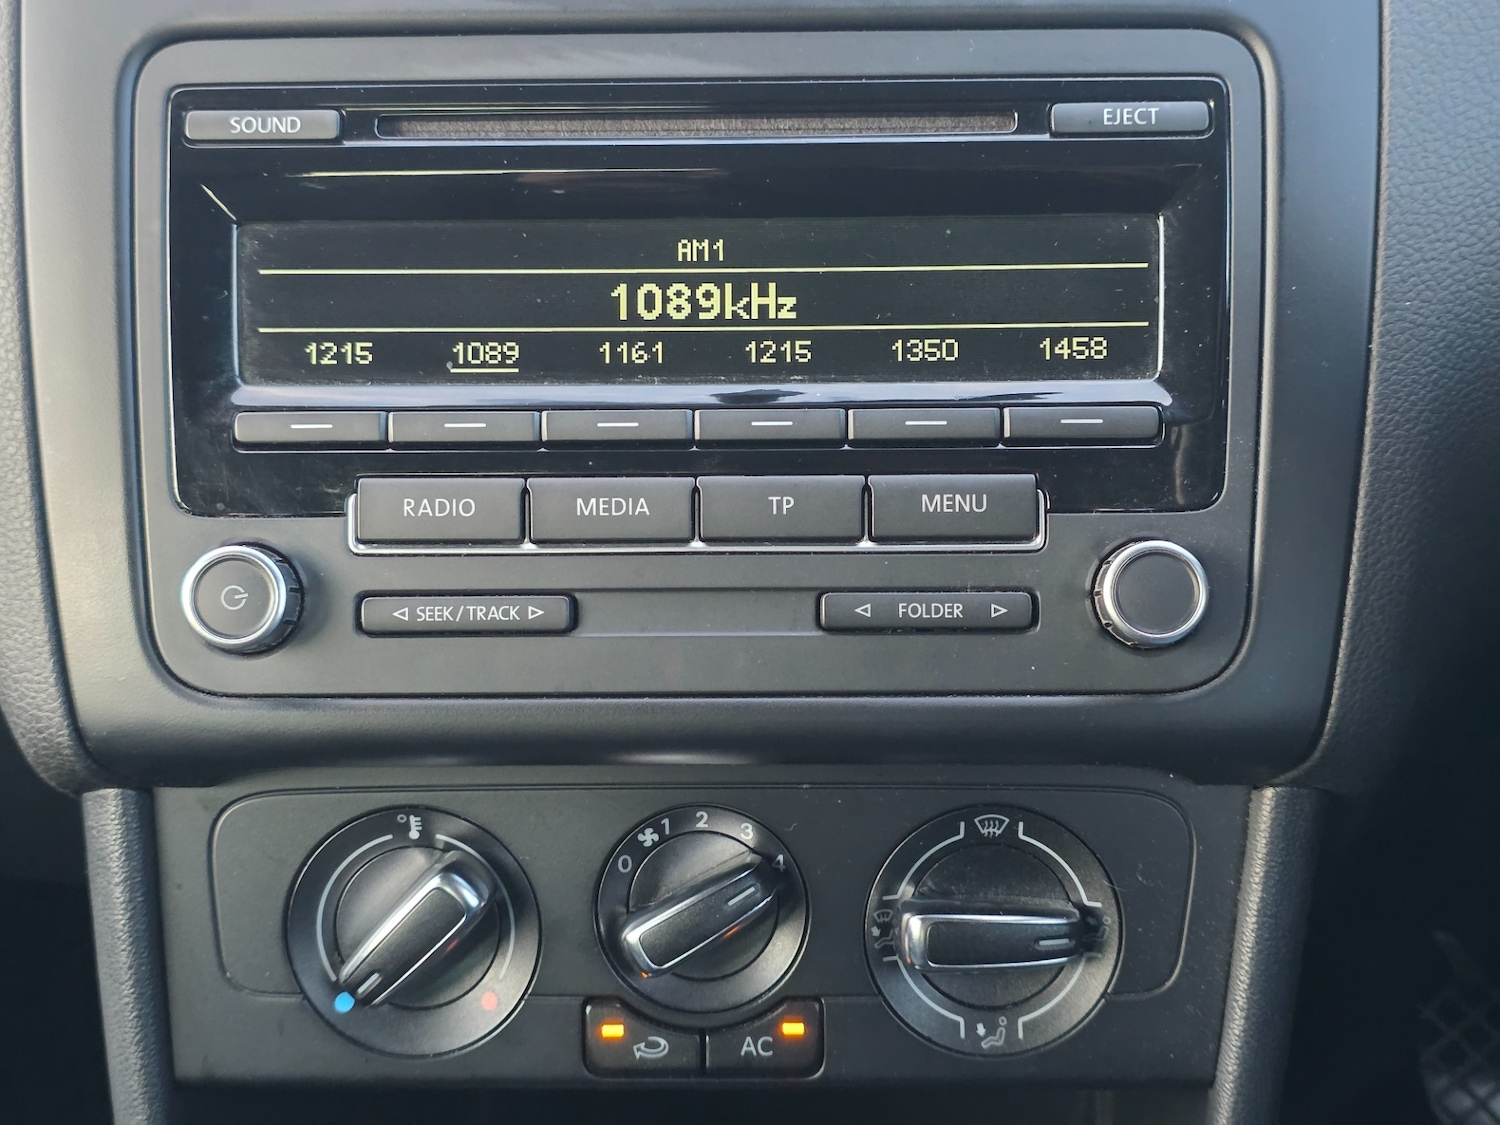 SOUND EJECT
AM1
1089kHz
1215 1089 1161 1215 1350 1458
RADIO MEDIA TP MENU
SEEK/TRACK FOLDER
0 1 2 3 4
AC